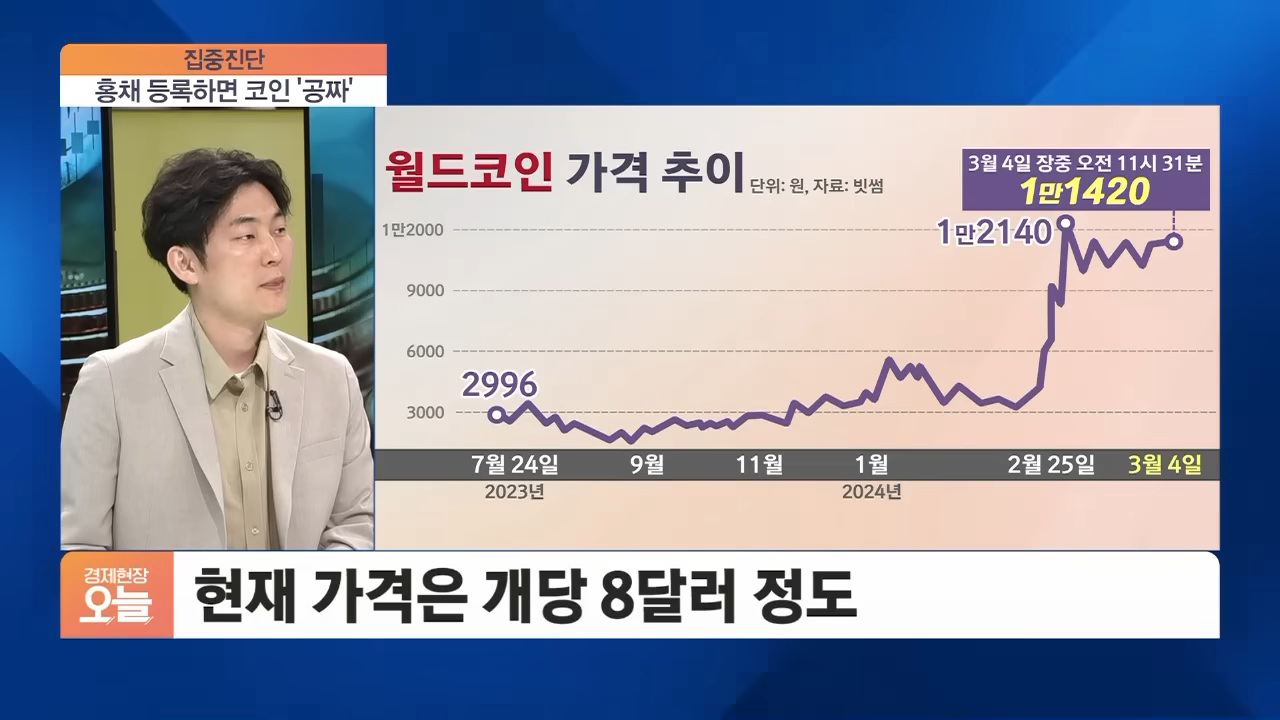 집중진단
홍채 등록하면 코인 '공짜'
월드코인 가격 추이 단위: 원, 자료: 빗썸
3월 4일 장중 오전 11시 31분
1만1420
1만2140
1만2000
9000
6000
3000
2996
7월 24일 9월 11월 1월 2월 25일 3월 4일
2023년 2024년
경제현장
오늘
현재 가격은 개당 8달러 정도